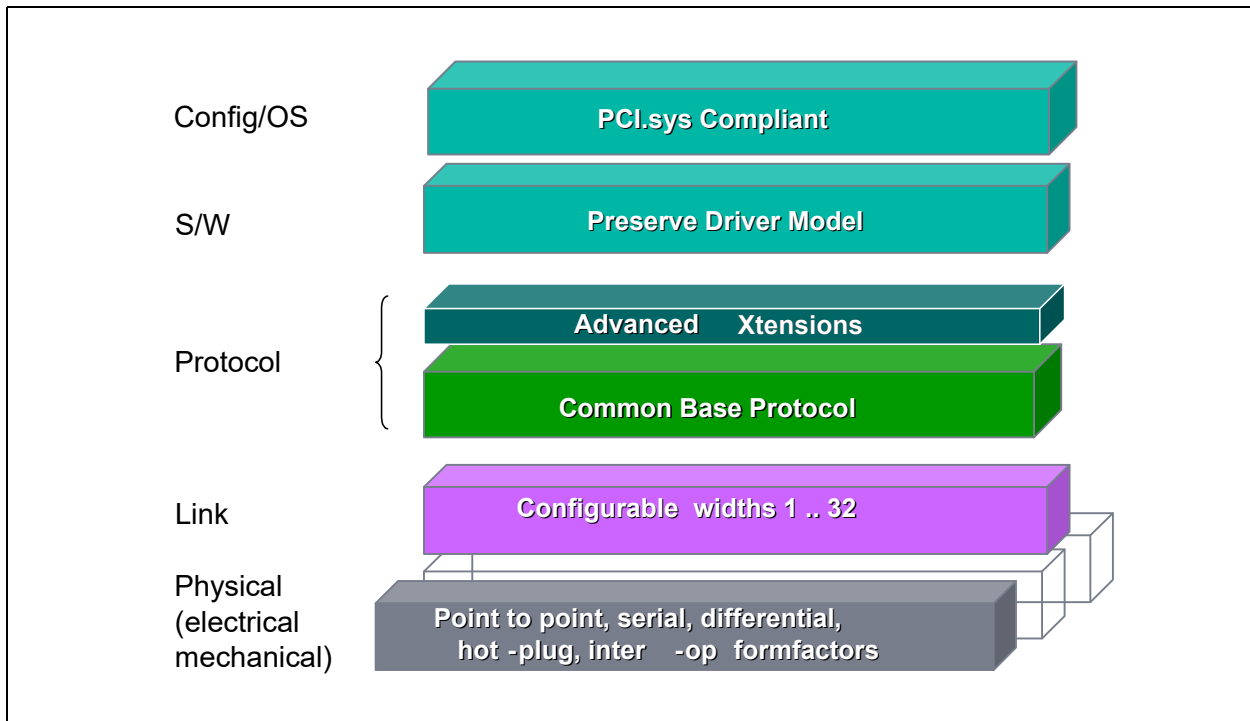 Config/OS
PCI.sys Compliant
S/W
Preserve Driver Model
Protocol
Advanced Xtensions
Common Base Protocol
Link
Configurable widths 1 .. 32
Physical
(electrical
mechanical)
Point to point, serial, differential,
hot -plug, inter -op formfactors